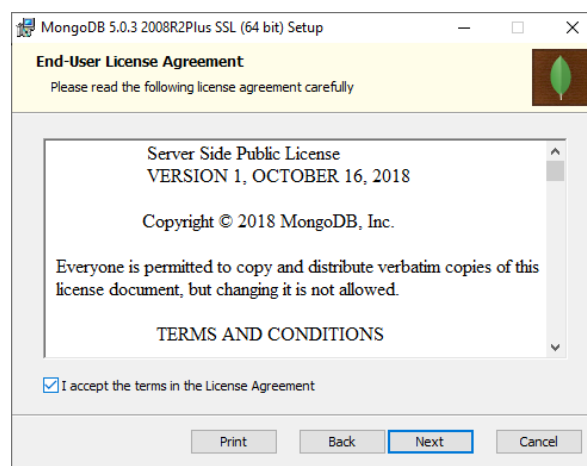 MongoDB 5.0.3 2008R2Plus SSL (64 bit) Setup
End-User License Agreement
Please read the following license agreement carefully
Server Side Public License
VERSION 1, OCTOBER 16, 2018
Copyright © 2018 MongoDB, Inc.
Everyone is permitted to copy and distribute verbatim copies of this
license document, but changing it is not allowed.
TERMS AND CONDITIONS
I accept the terms in the License Agreement
Print Back Next Cancel